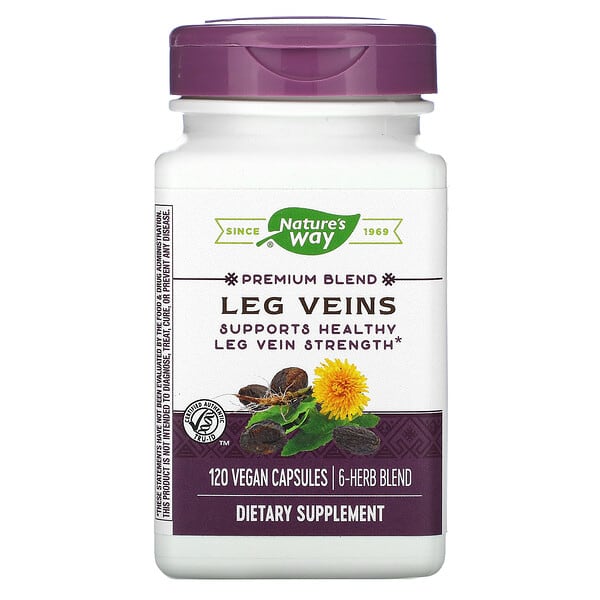 SINCE Nature's Way® 1969
PREMIUM BLEND
LEG VEINS
SUPPORTS HEALTHY
LEG VEIN STRENGTH*
CERTIFIED AUTHENTIC
TRU-ID
™
120 VEGAN CAPSULES | 6-HERB BLEND
DIETARY SUPPLEMENT
*THESE STATEMENTS HAVE NOT BEEN EVALUATED BY THE FOOD & DRUG ADMINISTRATION.
THIS PRODUCT IS NOT INTENDED TO DIAGNOSE, TREAT, CURE, OR PREVENT ANY DISEASE.